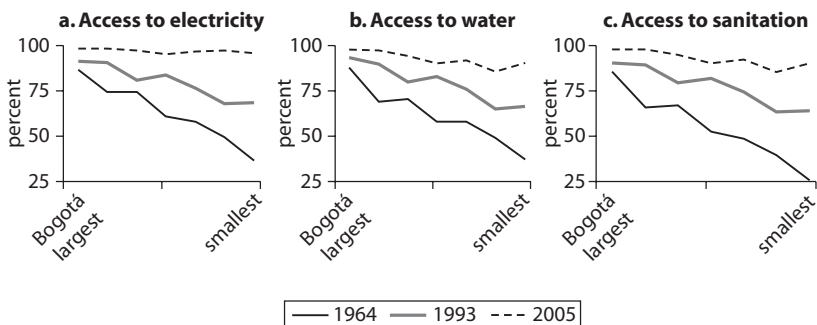 a. Access to electricity
percent
100
75
50
25
Bogotá
largest
smallest
b. Access to water
percent
100
75
50
25
Bogotá
largest
smallest
c. Access to sanitation
percent
100
75
50
25
Bogotá
largest
smallest
1964 1993 2005